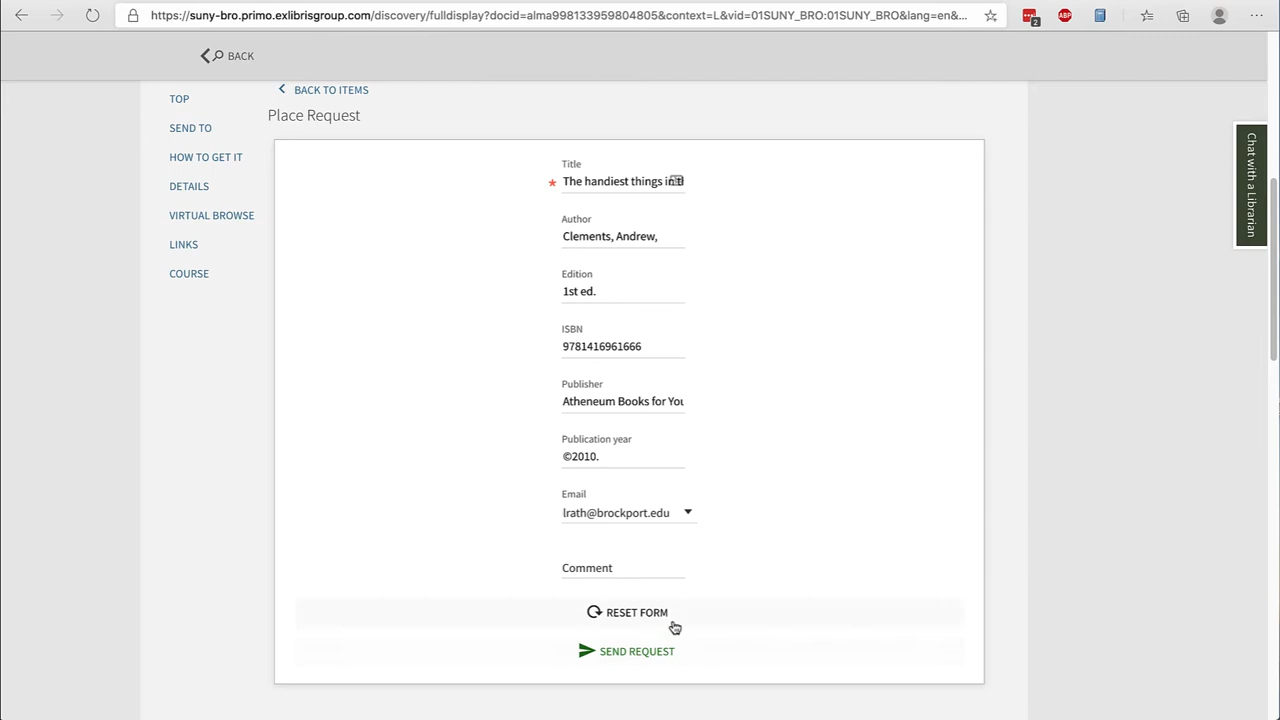 https://suny-bro.primo.exlibrisgroup.com/discovery/fulldisplay?docid=alma998133959804805&context=L&vid=01SUNY_BRO:01SUNY_BRO&lang=en&...
2
ABP
BACK
BACK TO ITEMS
Place Request
TOP
SEND TO
HOW TO GET IT
DETAILS
VIRTUAL BROWSE
LINKS
COURSE
Title
* The handiest things in
Author
Clements, Andrew,
Edition
1st ed.
ISBN
9781416961666
Publisher
Atheneum Books for You
Publication year
©2010.
Email
lrath@brockport.edu
Comment
RESET FORM
SEND REQUEST
Chat with a Librarian